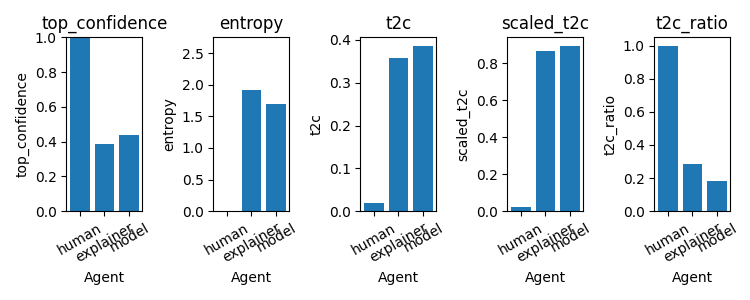 top_confidence
entropy
t2c
scaled_t2c
t2c_ratio
top_confidence
1.0
0.8
0.6
0.4
0.2
0.0
human
explainer
model
Agent
entropy
2.5
2.0
1.5
1.0
0.5
0.0
human
explainer
model
Agent
t2c
0.4
0.3
0.2
0.1
0.0
human
explainer
model
Agent
scaled_t2c
0.8
0.6
0.4
0.2
0.0
human
explainer
model
Agent
t2c_ratio
1.0
0.8
0.6
0.4
0.2
0.0
human
explainer
model
Agent